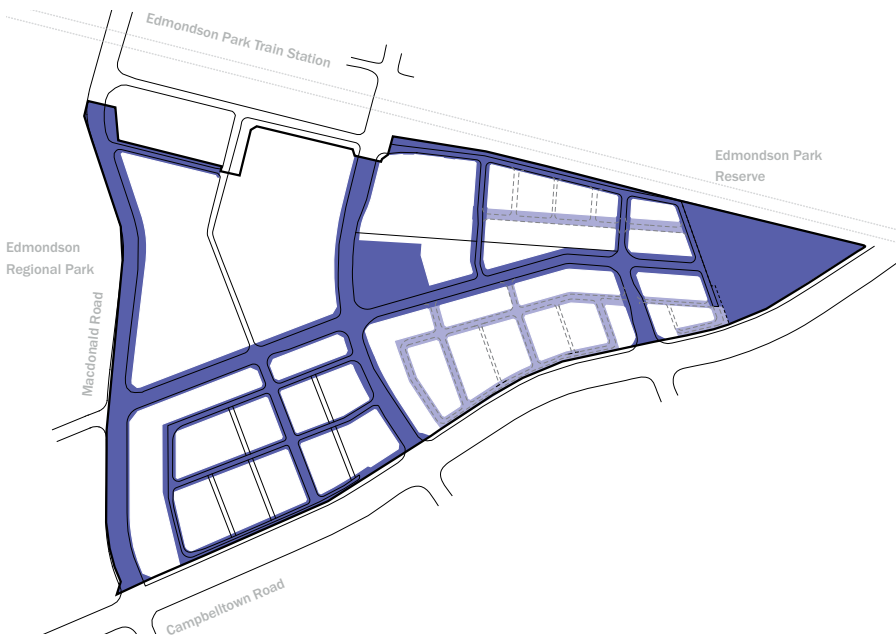 Edmondson Park Train Station
Edmondson Park
Reserve
Edmondson
Regional Park
Macdonald Road
Campbelltown Road